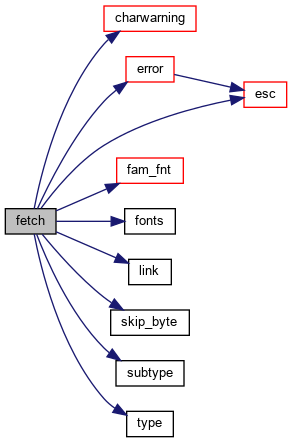 charwarning
error
esc
fam_fnt
fetch
fonts
link
skip_byte
subtype
type